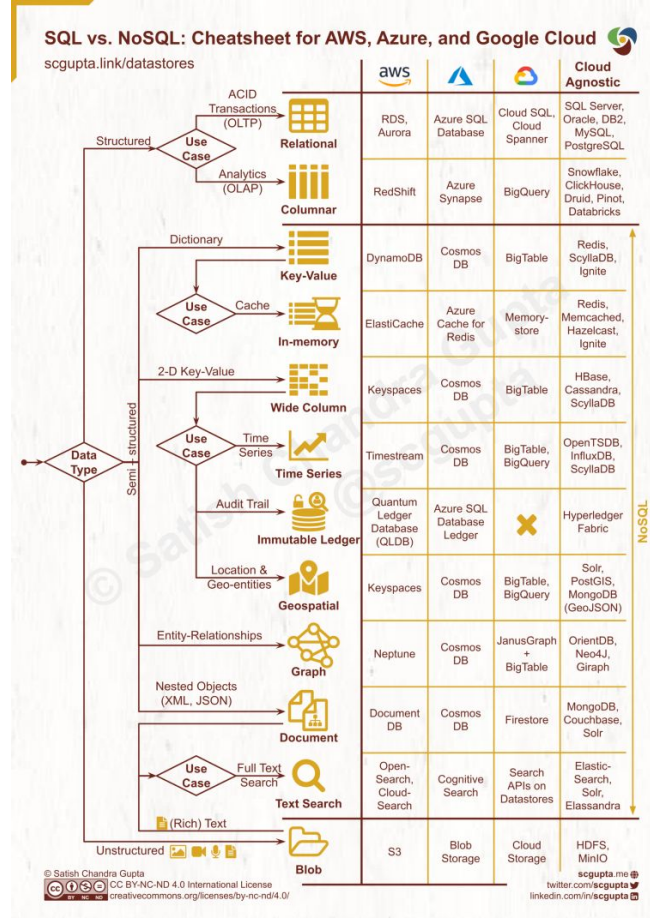 SQL vs. NoSQL: Cheatsheet for AWS, Azure, and Google Cloud
scgupta.link/datastores
aws
Cloud
Agnostic
Data
Type
Structured
Use
Case
ACID
Transactions
(OLTP)
Relational
RDS,
Aurora
Azure SQL
Database
Cloud SQL,
Cloud
Spanner
SQL Server,
Oracle, DB2,
MySQL,
PostgreSQL
Analytics
(OLAP)
Columnar
RedShift
Azure
Synapse
BigQuery
Snowflake,
ClickHouse,
Druid, Pinot,
Databricks
Semi - structured
NoSQL
Dictionary
Key-Value
DynamoDB
Cosmos
DB
BigTable
Redis,
ScyllaDB,
Ignite
Use
Case
Cache
In-memory
ElastiCache
Azure
Cache for
Redis
Memory-
store
Redis,
Memcached,
Hazelcast,
Ignite
2-D Key-Value
Wide Column
Keyspaces
Cosmos
DB
BigTable
HBase,
Cassandra,
ScyllaDB
Use
Case
Time
Series
Time Series
Timestream
Cosmos
DB
BigTable,
BigQuery
OpenTSDB,
InfluxDB,
ScyllaDB
Audit Trail
Immutable Ledger
Quantum
Ledger
Database
(QLDB)
Azure SQL
Database
Ledger
Hyperledger
Fabric
Location &
Geo-entities
Geospatial
Keyspaces
Cosmos
DB
BigTable,
BigQuery
Solr,
PostGIS,
MongoDB
(GeoJSON)
Entity-Relationships
Graph
Neptune
Cosmos
DB
JanusGraph
+
BigTable
OrientDB,
Neo4J,
Giraph
Nested Objects
(XML, JSON)
Document
Document
DB
Cosmos
DB
Firestore
MongoDB,
Couchbase,
Solr
Use
Case
Full Text
Search
Text Search
Open-
Search,
Cloud-
Search
Cognitive
Search
Search
APIs on
Datastores
Elastic-
Search,
Solr,
Elassandra
(Rich) Text
Unstructured
Blob
S3
Blob
Storage
Cloud
Storage
HDFS,
MinIO
© Satish Chandra Gupta
@scgupta
© Satish Chandra Gupta
cc BY NC ND
CC BY-NC-ND 4.0 International License
creativecommons.org/licenses/by-nc-nd/4.0/
scgupta.me
twitter.com/scgupta
linkedin.com/in/scgupta